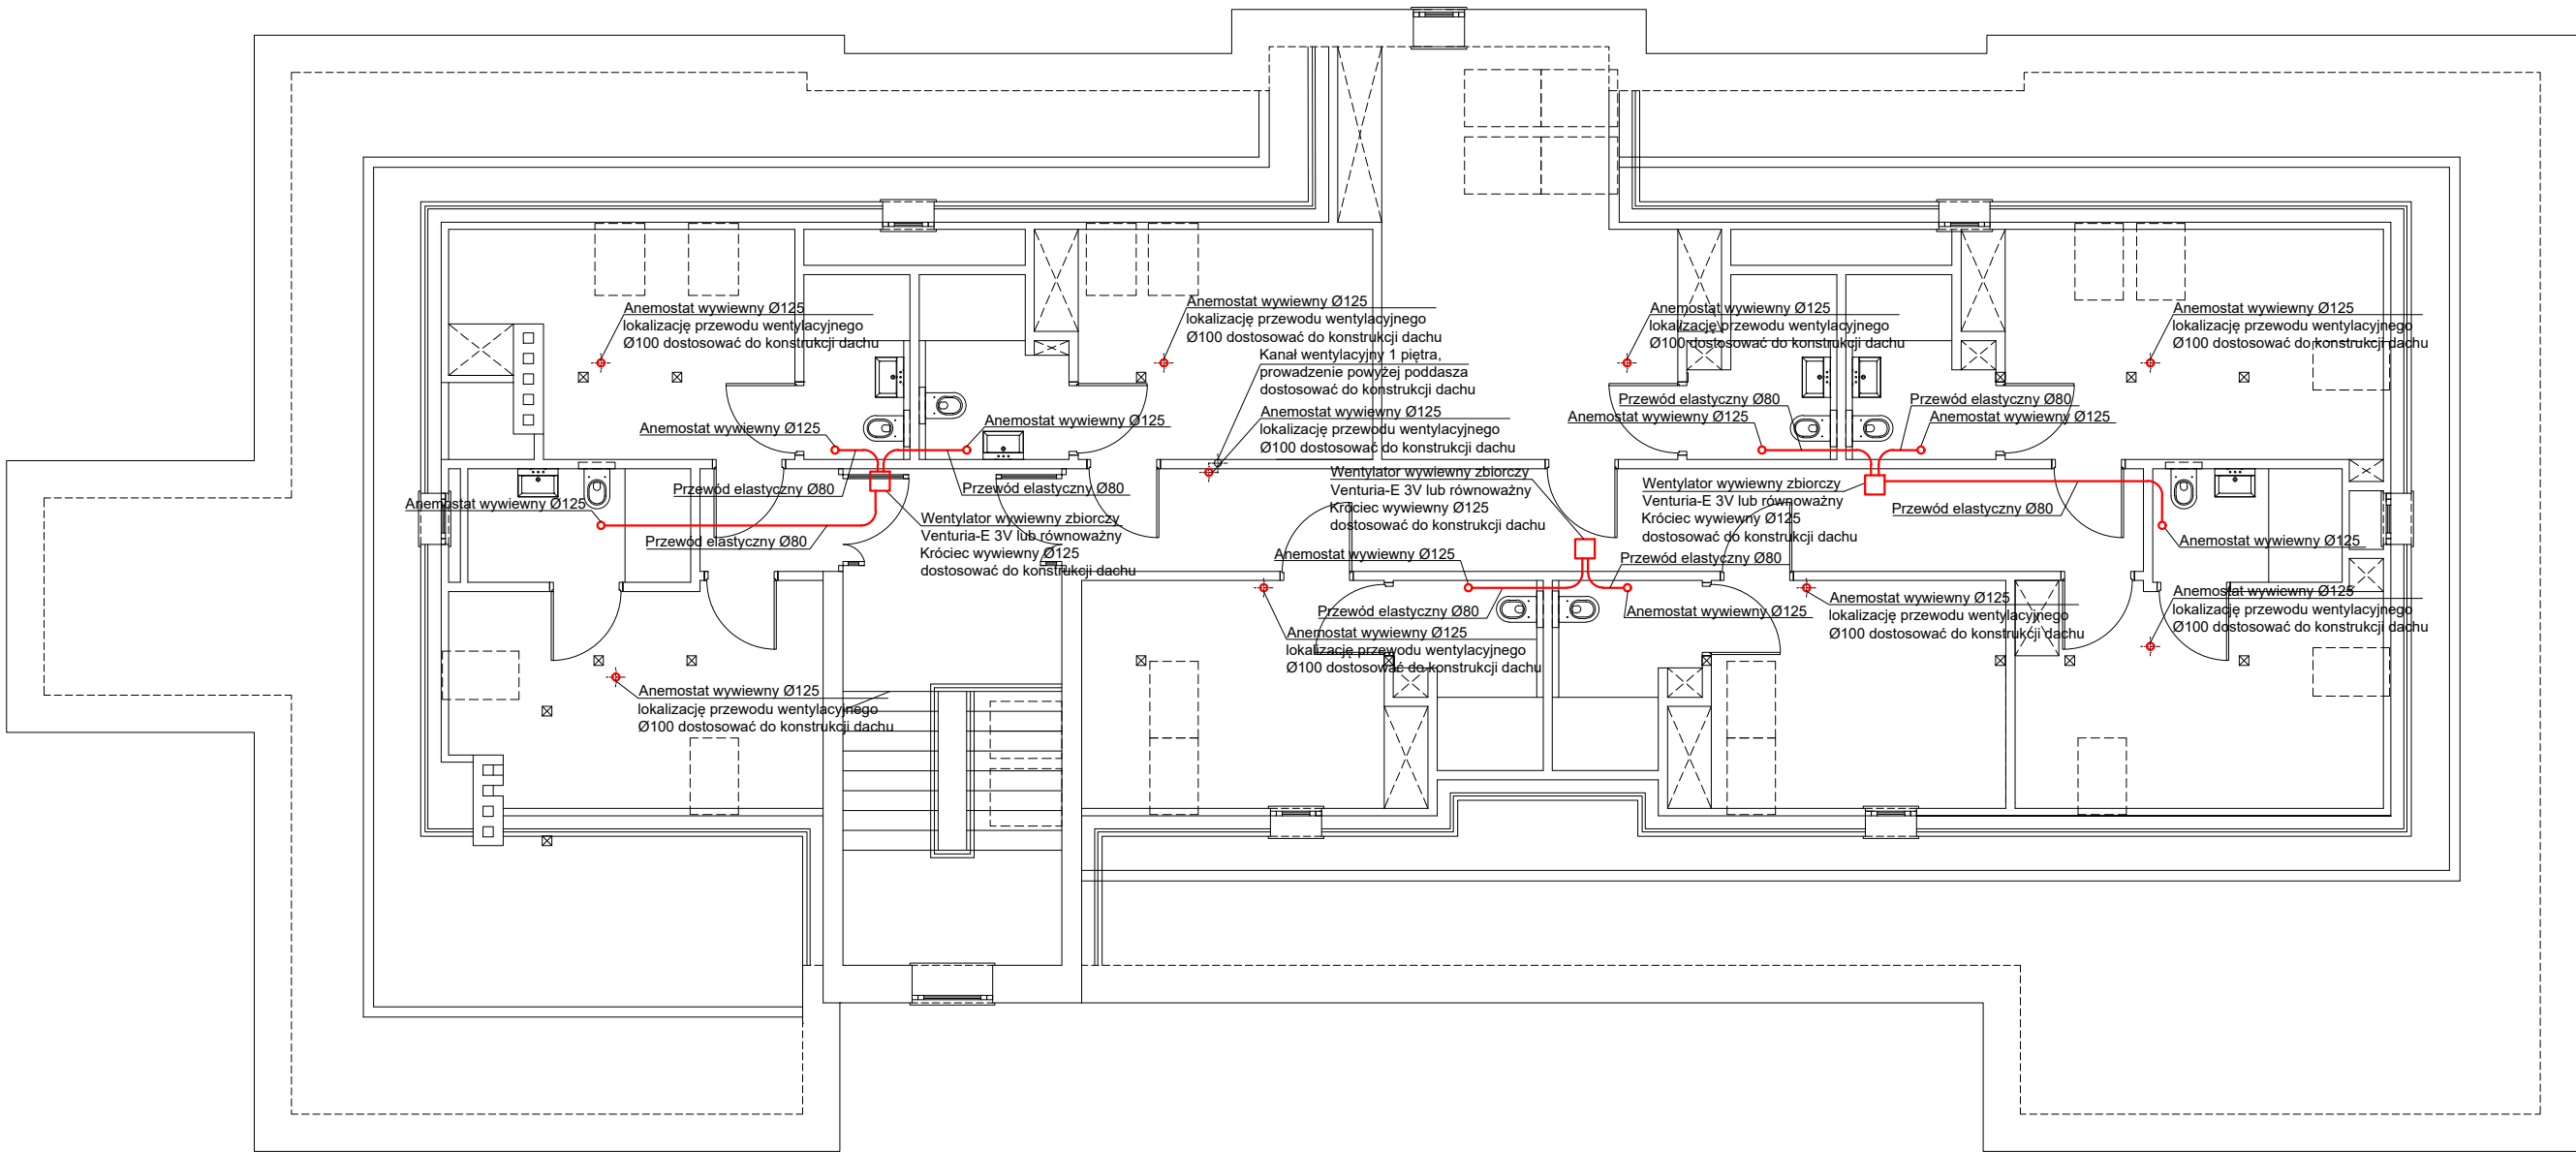 Anemostat wywiewny Ø125
lokalizację przewodu wentylacyjnego
Ø100 dostosować do konstrukcji dachu
Anemostat wywiewny Ø125
lokalizację przewodu wentylacyjnego
Ø100 dostosować do konstrukcji dachu
Kanał wentylacyjny 1 piętra,
prowadzenie powyżej poddasza
dostosować do konstrukcji dachu
Anemostat wywiewny Ø125
lokalizację przewodu wentylacyjnego
Ø100 dostosować do konstrukcji dachu
Anemostat wywiewny Ø125
lokalizację przewodu wentylacyjnego
Ø100 dostosować do konstrukcji dachu
Anemostat wywiewny Ø125
lokalizację przewodu wentylacyjnego
Ø100 dostosować do konstrukcji dachu
Anemostat wywiewny Ø125
Anemostat wywiewny Ø125
Przewód elastyczny Ø80
Anemostat wywiewny Ø125
Przewód elastyczny Ø80
Anemostat wywiewny Ø125
Anemostat wywiewny Ø125
Przewód elastyczny Ø80
Przewód elastyczny Ø80
Przewód elastyczny Ø80
Wentylator wywiewny zbiorczy
Venturia-E 3V lub równoważny
Króciec wywiewny Ø125
dostosować do konstrukcji dachu
Wentylator wywiewny zbiorczy
Venturia-E 3V lub równoważny
Króciec wywiewny Ø125
dostosować do konstrukcji dachu
Wentylator wywiewny zbiorczy
Venturia-E 3V lub równoważny
Króciec wywiewny Ø125
dostosować do konstrukcji dachu
Przewód elastyczny Ø80
Anemostat wywiewny Ø125
Anemostat wywiewny Ø125
Przewód elastyczny Ø80
Przewód elastyczny Ø80
Anemostat wywiewny Ø125
Anemostat wywiewny Ø125
lokalizację przewodu wentylacyjnego
Ø100 dostosować do konstrukcji dachu
Anemostat wywiewny Ø125
lokalizację przewodu wentylacyjnego
Ø100 dostosować do konstrukcji dachu
Anemostat wywiewny Ø125
lokalizację przewodu wentylacyjnego
Ø100 dostosować do konstrukcji dachu
Anemostat wywiewny Ø125
lokalizację przewodu wentylacyjnego
Ø100 dostosować do konstrukcji dachu